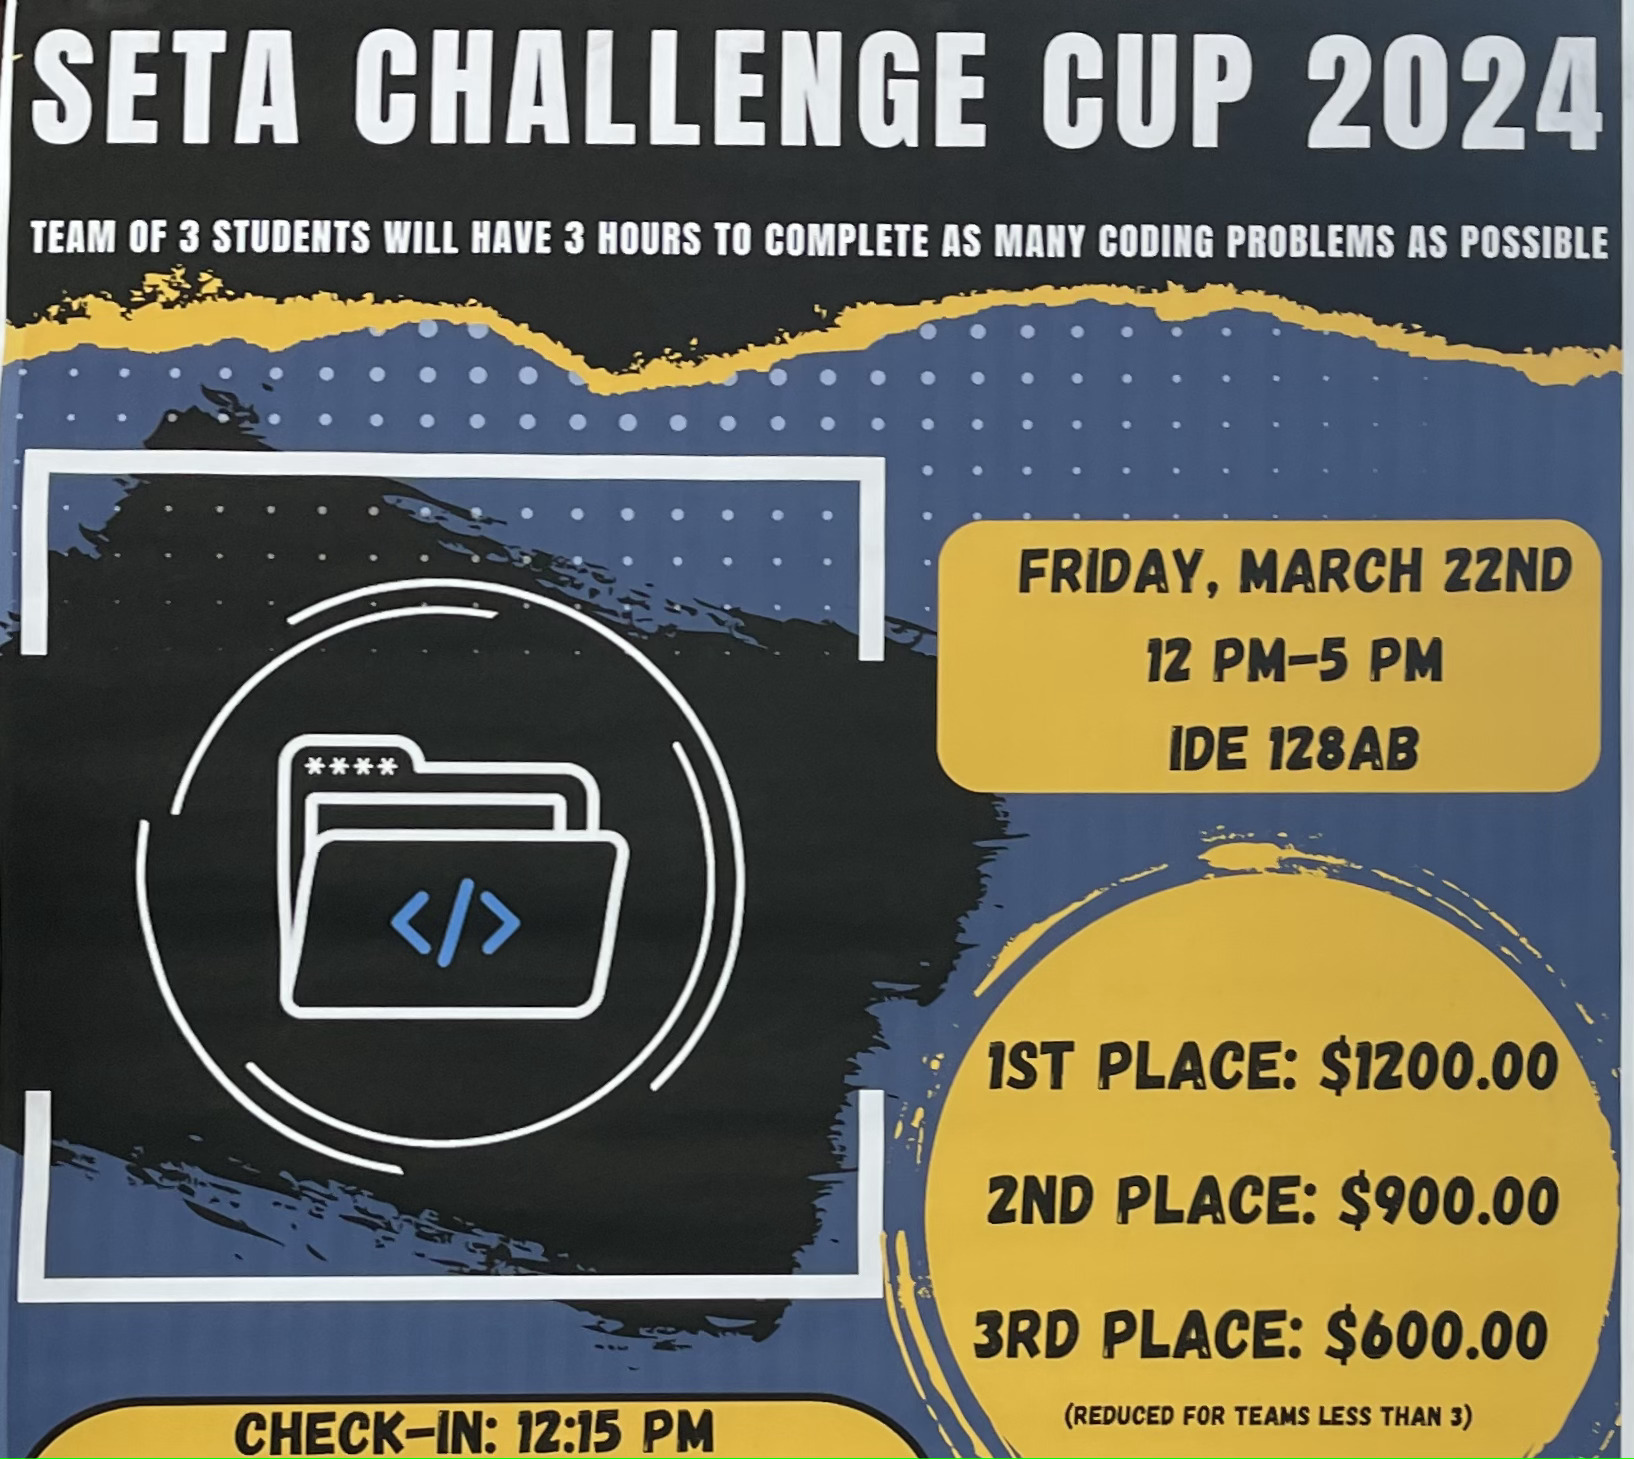 SETA CHALLENGE CUP 2024
TEAM OF 3 STUDENTS WILL HAVE 3 HOURS TO COMPLETE AS MANY CODING PROBLEMS AS POSSIBLE
FRIDAY, MARCH 22ND
12 PM–5 PM
IDE 128AB
****
</>
1ST PLACE: $1200.00
2ND PLACE: $900.00
3RD PLACE: $600.00
(REDUCED FOR TEAMS LESS THAN 3)
CHECK–IN: 12:15 PM